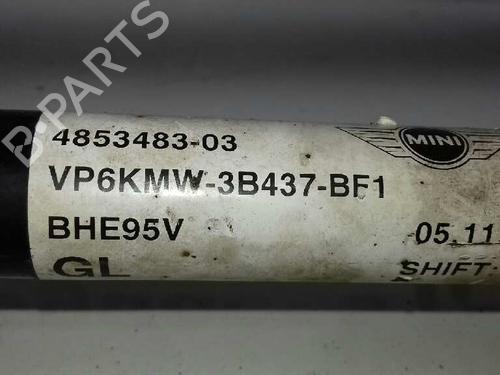 B-PARTS
MINI
4853483-03
VP6KMW-3B437-BF1
BHE95V 05.11
GL SHIFT: